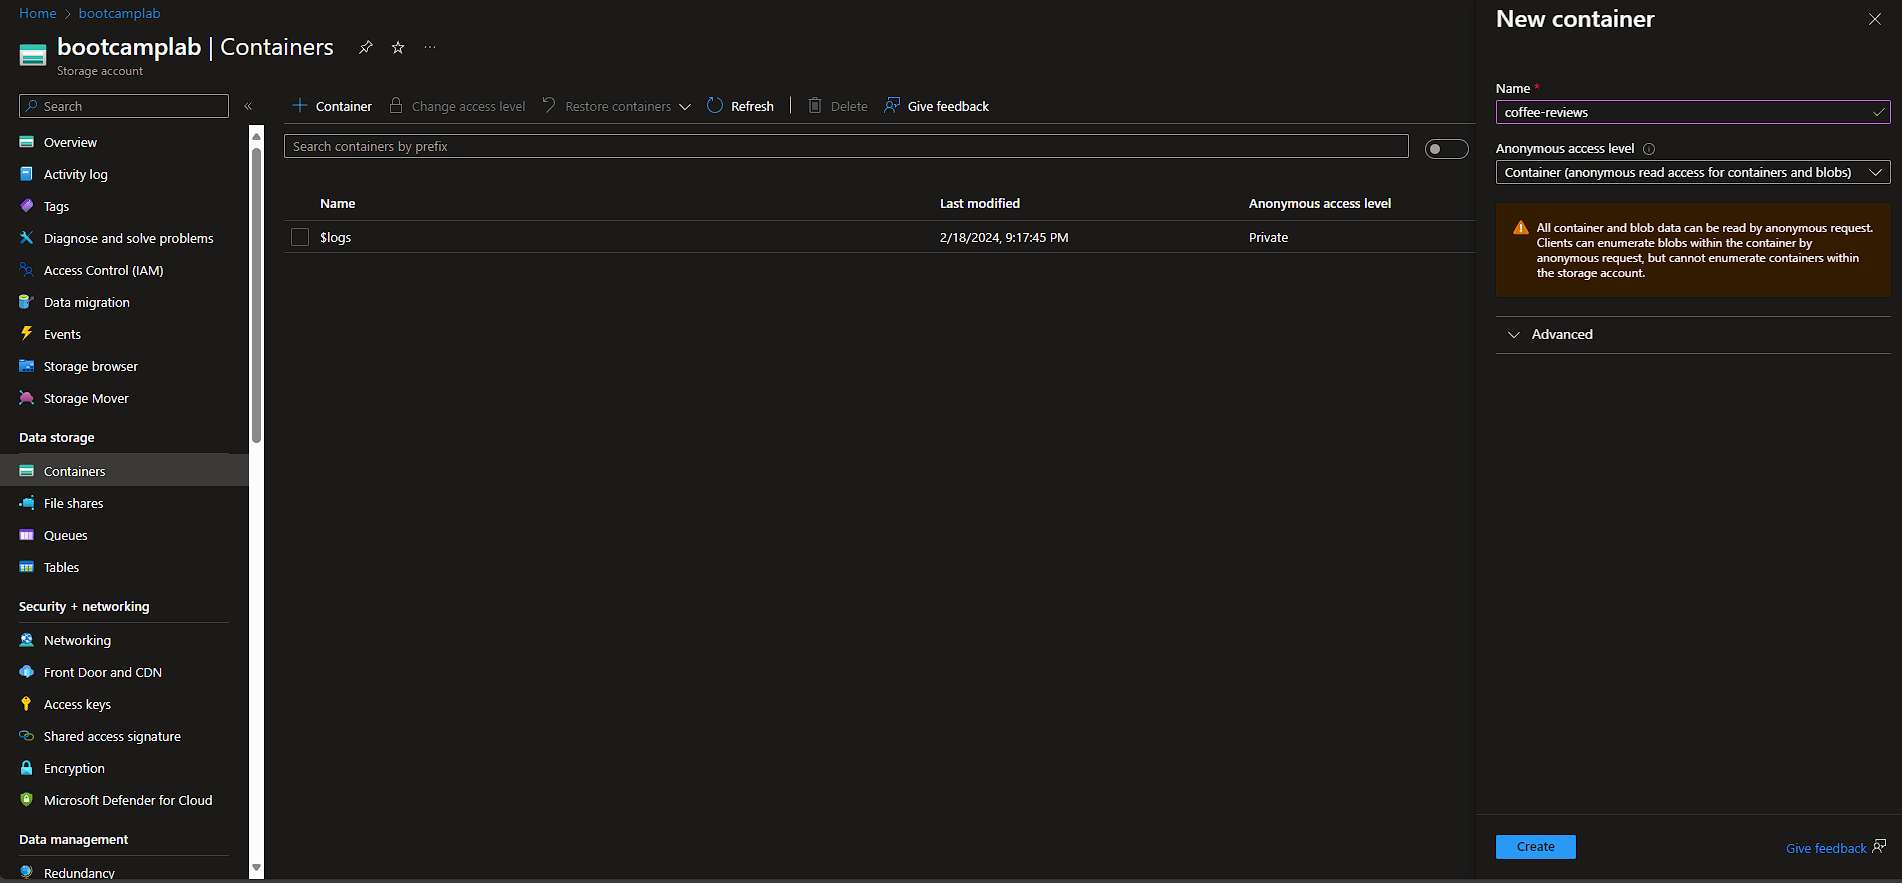 Home > bootcamplab
bootcamplab | Containers
Storage account
Search
Overview
Activity log
Tags
Diagnose and solve problems
Access Control (IAM)
Data migration
Events
Storage browser
Storage Mover
Data storage
Containers
File shares
Queues
Tables
Security + networking
Networking
Front Door and CDN
Access keys
Shared access signature
Encryption
Microsoft Defender for Cloud
Data management
Redundancy
Container Change access level Restore containers Refresh Delete Give feedback
Search containers by prefix
Name Last modified Anonymous access level
$logs 2/18/2024, 9:17:45 PM Private
New container
Name *
coffee-reviews
Anonymous access level
Container (anonymous read access for containers and blobs)
All container and blob data can be read by anonymous request.
Clients can enumerate blobs within the container by
anonymous request, but cannot enumerate containers within
the storage account.
Advanced
Create
Give feedback